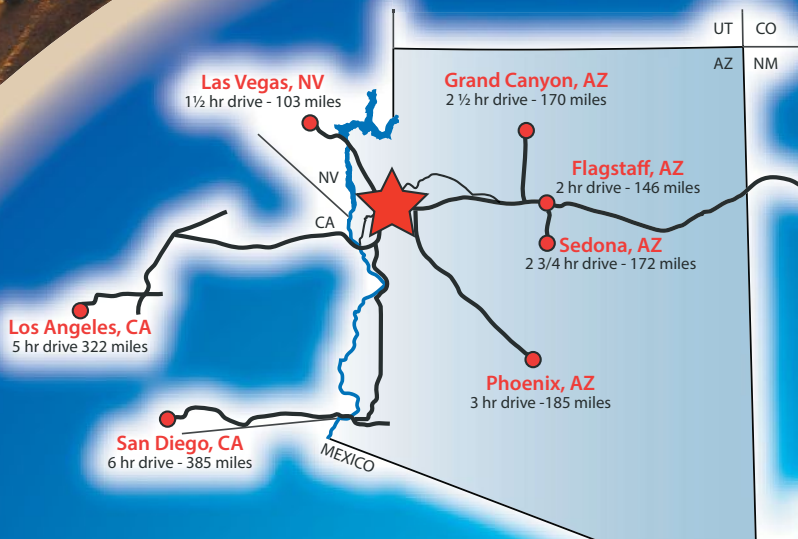 UT CO
AZ NM
Las Vegas, NV
1½ hr drive - 103 miles
Grand Canyon, AZ
2 ½ hr drive - 170 miles
Flagstaff, AZ
2 hr drive - 146 miles
NV
CA
Sedona, AZ
2 3/4 hr drive - 172 miles
Los Angeles, CA
5 hr drive 322 miles
Phoenix, AZ
3 hr drive -185 miles
San Diego, CA
6 hr drive - 385 miles
MEXICO